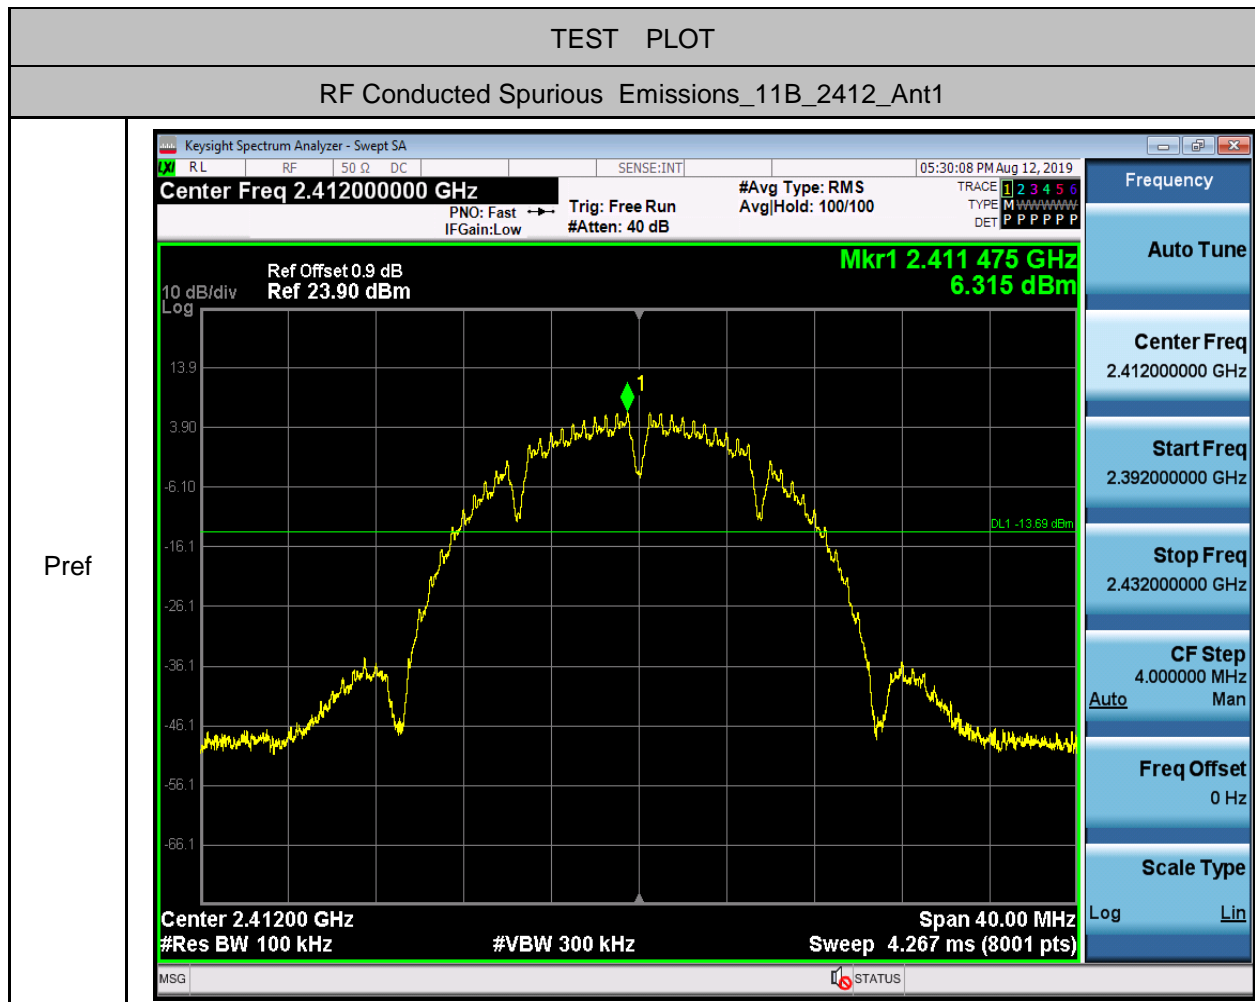 TEST PLOT
RF Conducted Spurious Emissions_11B_2412_Ant1
Pref
Keysight Spectrum Analyzer - Swept SA
LXI RL RF 50 Ω DC SENSE:INT 05:30:08 PM Aug 12, 2019
Center Freq 2.412000000 GHz
PNO: Fast
IFGain:Low
Trig: Free Run
#Atten: 40 dB
#Avg Type: RMS
Avg|Hold: 100/100
TRACE 1 2 3 4 5 6
TYPE M WWWWW
DET P P P P P P
Ref Offset 0.9 dB
10 dB/div Ref 23.90 dBm
Log
Mkr1 2.411 475 GHz
6.315 dBm
13.9
3.90
-6.10
-16.1
-26.1
-36.1
-46.1
-56.1
-66.1
1
DL1 -13.69 dBm
Center 2.41200 GHz Span 40.00 MHz
#Res BW 100 kHz #VBW 300 kHz Sweep 4.267 ms (8001 pts)
MSG STATUS
Frequency
Auto Tune
Center Freq
2.412000000 GHz
Start Freq
2.392000000 GHz
Stop Freq
2.432000000 GHz
CF Step
4.000000 MHz
Auto Man
Freq Offset
0 Hz
Scale Type
Log Lin